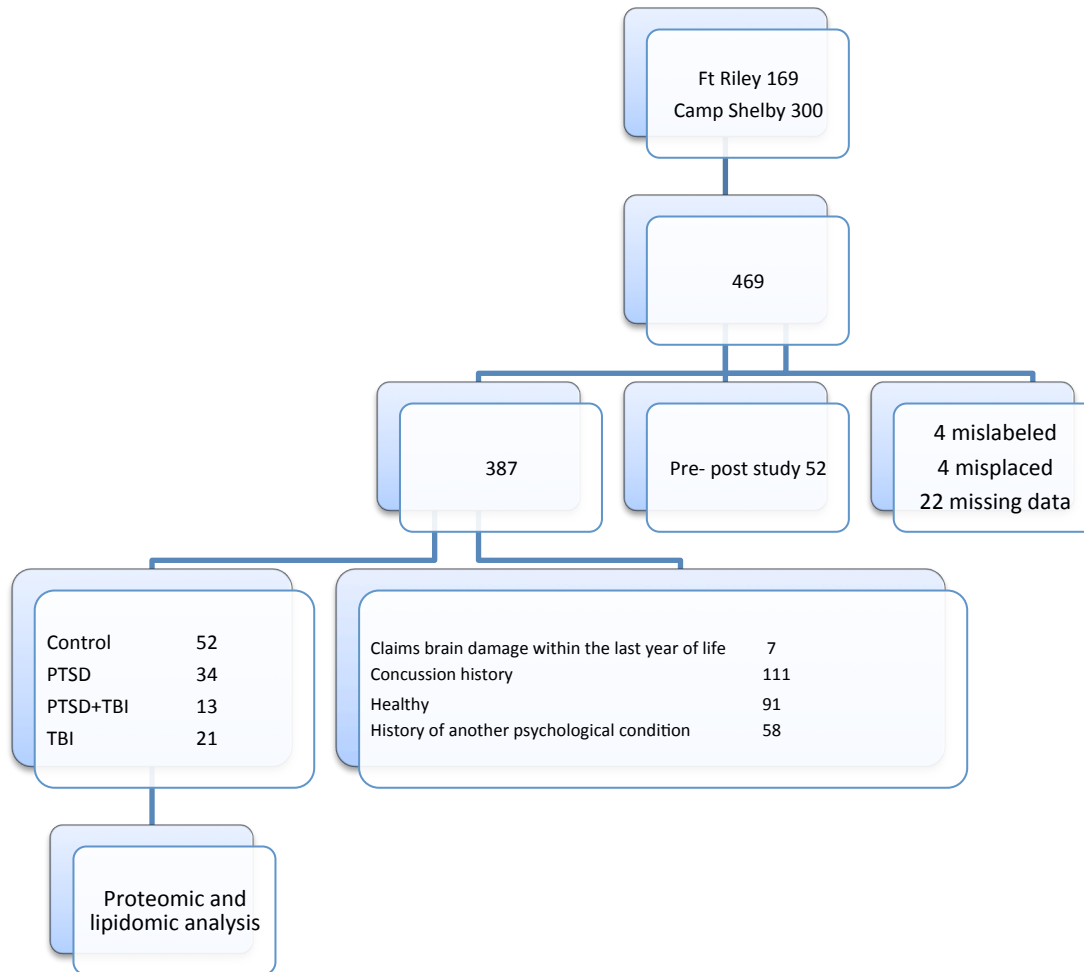 Ft Riley 169
Camp Shelby 300
469
387
Pre- post study 52
4 mislabeled
4 misplaced
22 missing data
Control 52
PTSD 34
PTSD+TBI 13
TBI 21
Claims brain damage within the last year of life 7
Concussion history 111
Healthy 91
History of another psychological condition 58
Proteomic and
lipidomic analysis